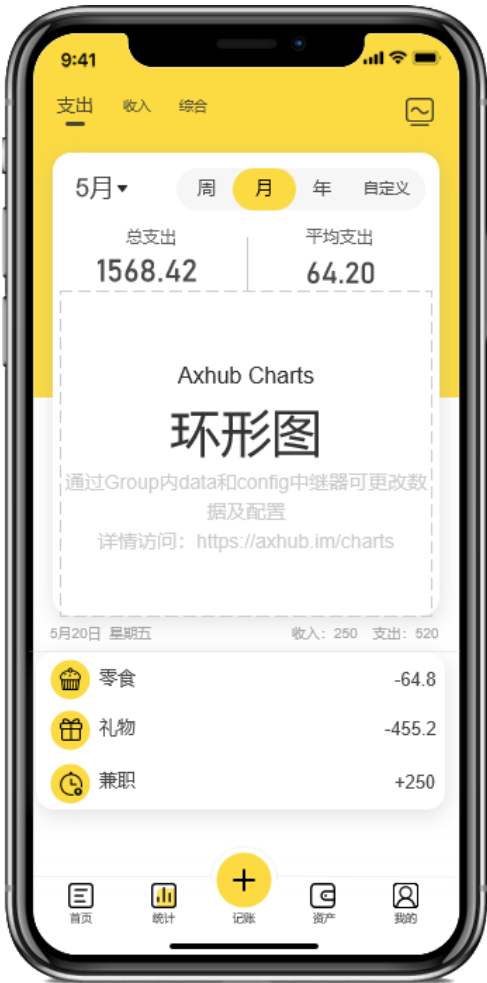 9:41
支出 收入 综合
5月 周 月 年 自定义
总支出 平均支出
1568.42 64.20
Axhub Charts
环形图
通过Group内data和config中继器可更改数
据及配置
详情访问：https://axhub.im/charts
5月20日 星期五 收入：250 支出：520
零食 -64.8
礼物 -455.2
兼职 +250
首页 统计 记账 资产 我的